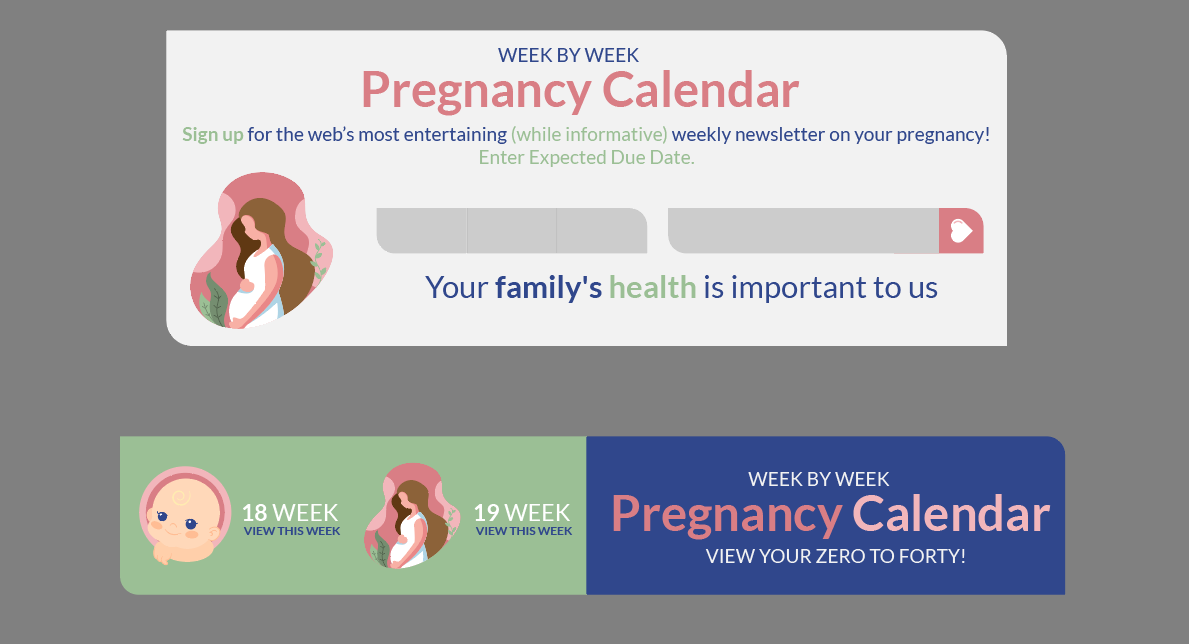 WEEK BY WEEK
Pregnancy Calendar
Sign up for the web's most entertaining (while informative) weekly newsletter on your pregnancy!
Enter Expected Due Date.
Your family's health is important to us
18 WEEK
VIEW THIS WEEK
19 WEEK
VIEW THIS WEEK
WEEK BY WEEK
Pregnancy Calendar
VIEW YOUR ZERO TO FORTY!